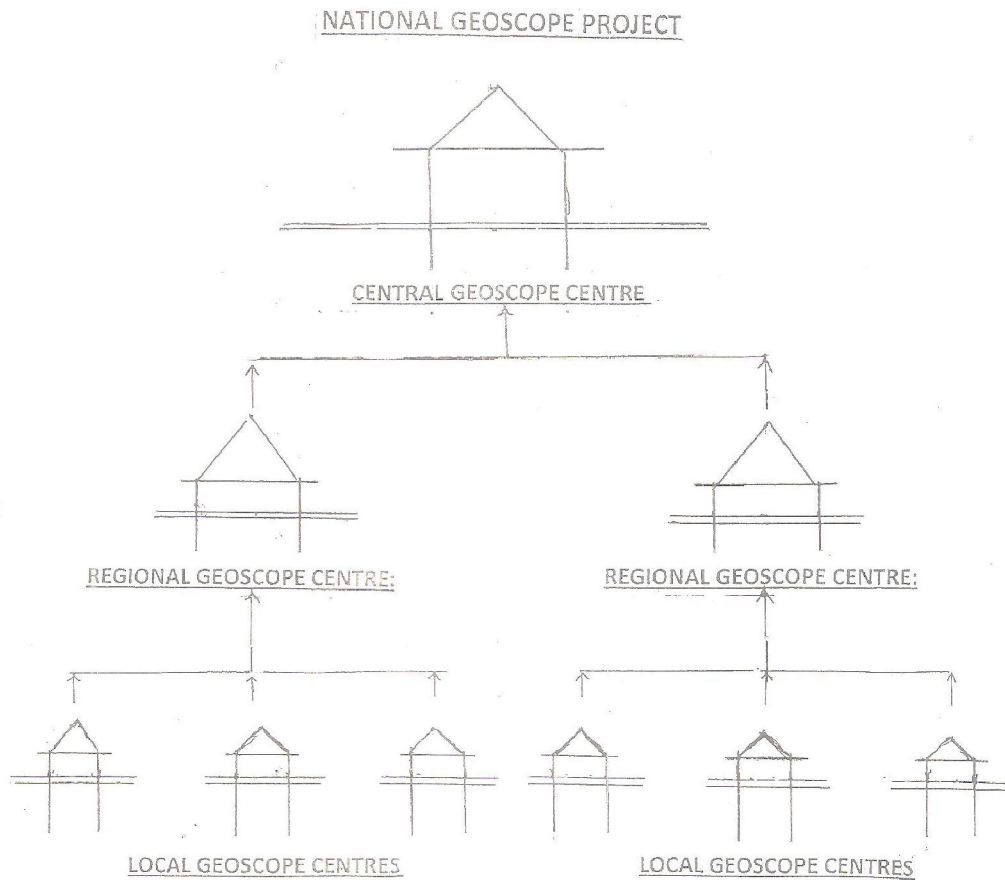 NATIONAL GEOSCOPE PROJECT
CENTRAL GEOSCOPE CENTRE
REGIONAL GEOSCOPE CENTRE:
REGIONAL GEOSCOPE CENTRE:
LOCAL GEOSCOPE CENTRES
LOCAL GEOSCOPE CENTRES